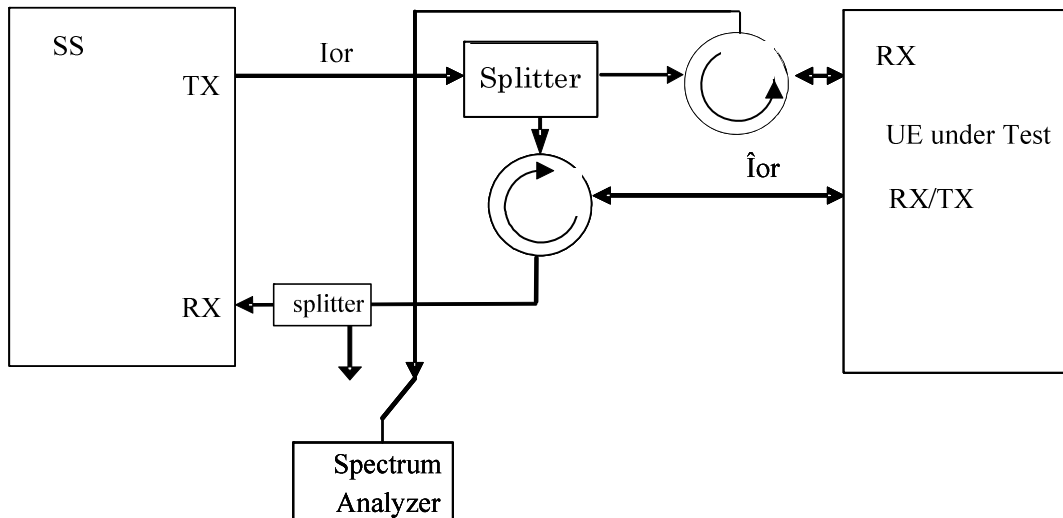 SS
Ior
TX
Splitter
RX
UE under Test
Îor
RX/TX
RX
splitter
Spectrum
Analyzer